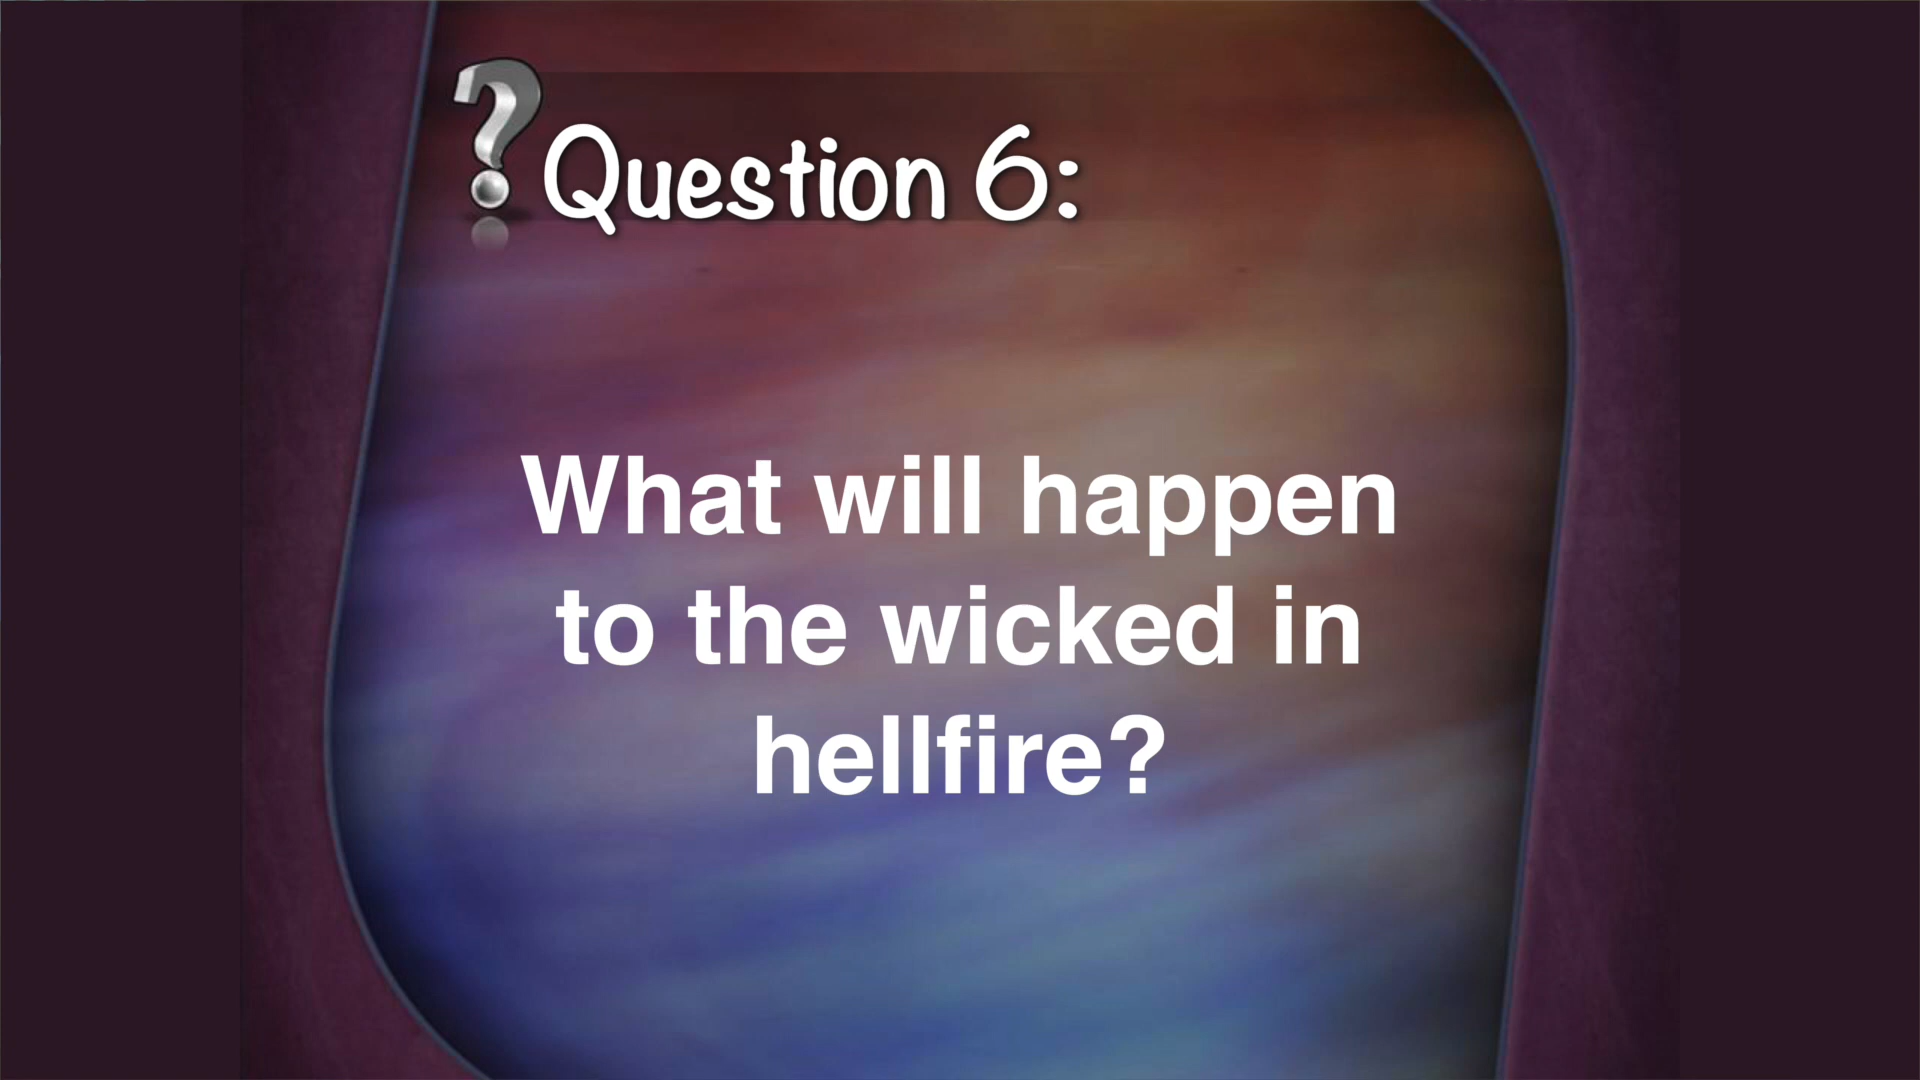 ?Question 6:
What will happen
to the wicked in
hellfire?